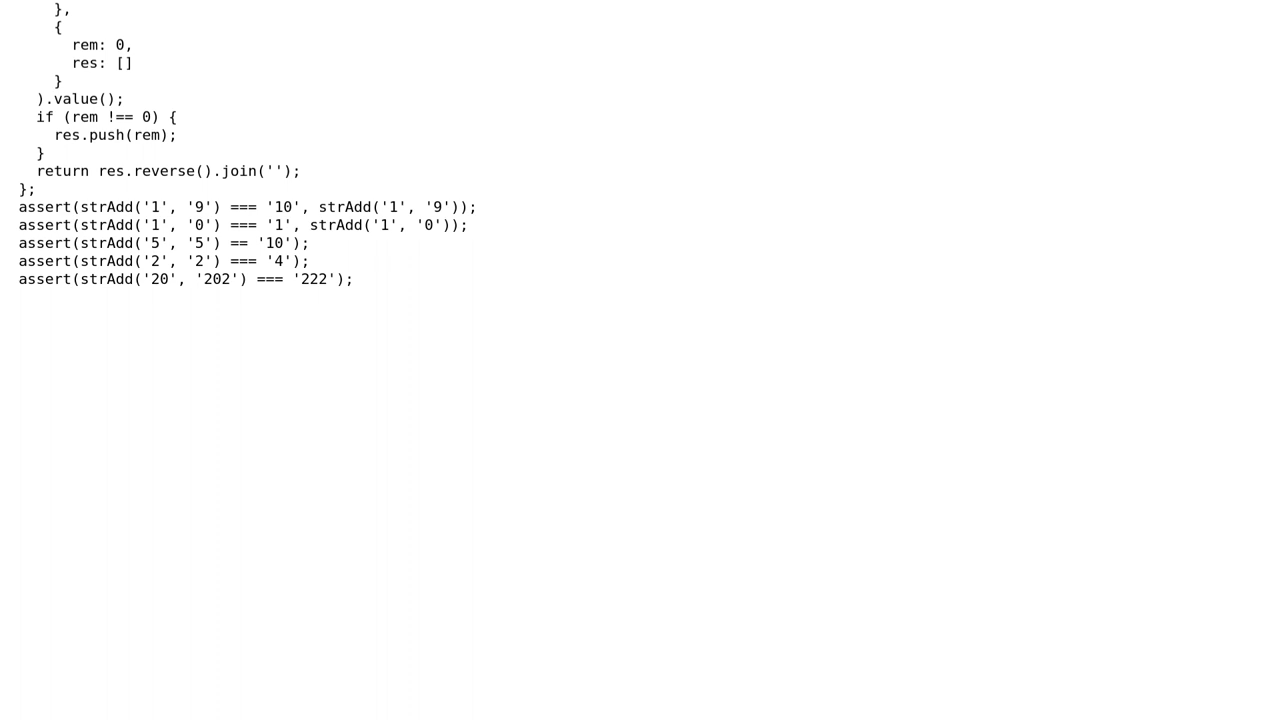 },
    {
      rem: 0,
      res: []
    }
  ).value();
  if (rem !== 0) {
    res.push(rem);
  }
  return res.reverse().join('');
};
assert(strAdd('1', '9') === '10', strAdd('1', '9'));
assert(strAdd('1', '0') === '1', strAdd('1', '0'));
assert(strAdd('5', '5') == '10');
assert(strAdd('2', '2') === '4');
assert(strAdd('20', '202') === '222');